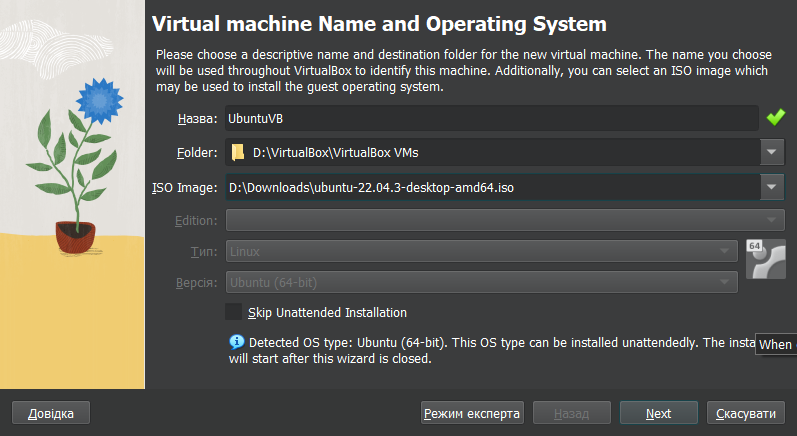 Virtual machine Name and Operating System
Please choose a descriptive name and destination folder for the new virtual machine. The name you choose
will be used throughout VirtualBox to identify this machine. Additionally, you can select an ISO image which
may be used to install the guest operating system.
Назва: UbuntuVB
Folder: D:\VirtualBox\VirtualBox VMs
ISO Image: D:\Downloads\ubuntu-22.04.3-desktop-amd64.iso
Edition:
Тип: Linux
64
Версія: Ubuntu (64-bit)
Skip Unattended Installation
Detected OS type: Ubuntu (64-bit). This OS type can be installed unattendedly. The insta
When
will start after this wizard is closed.
Довідка Режим експерта Назад Next Скасувати